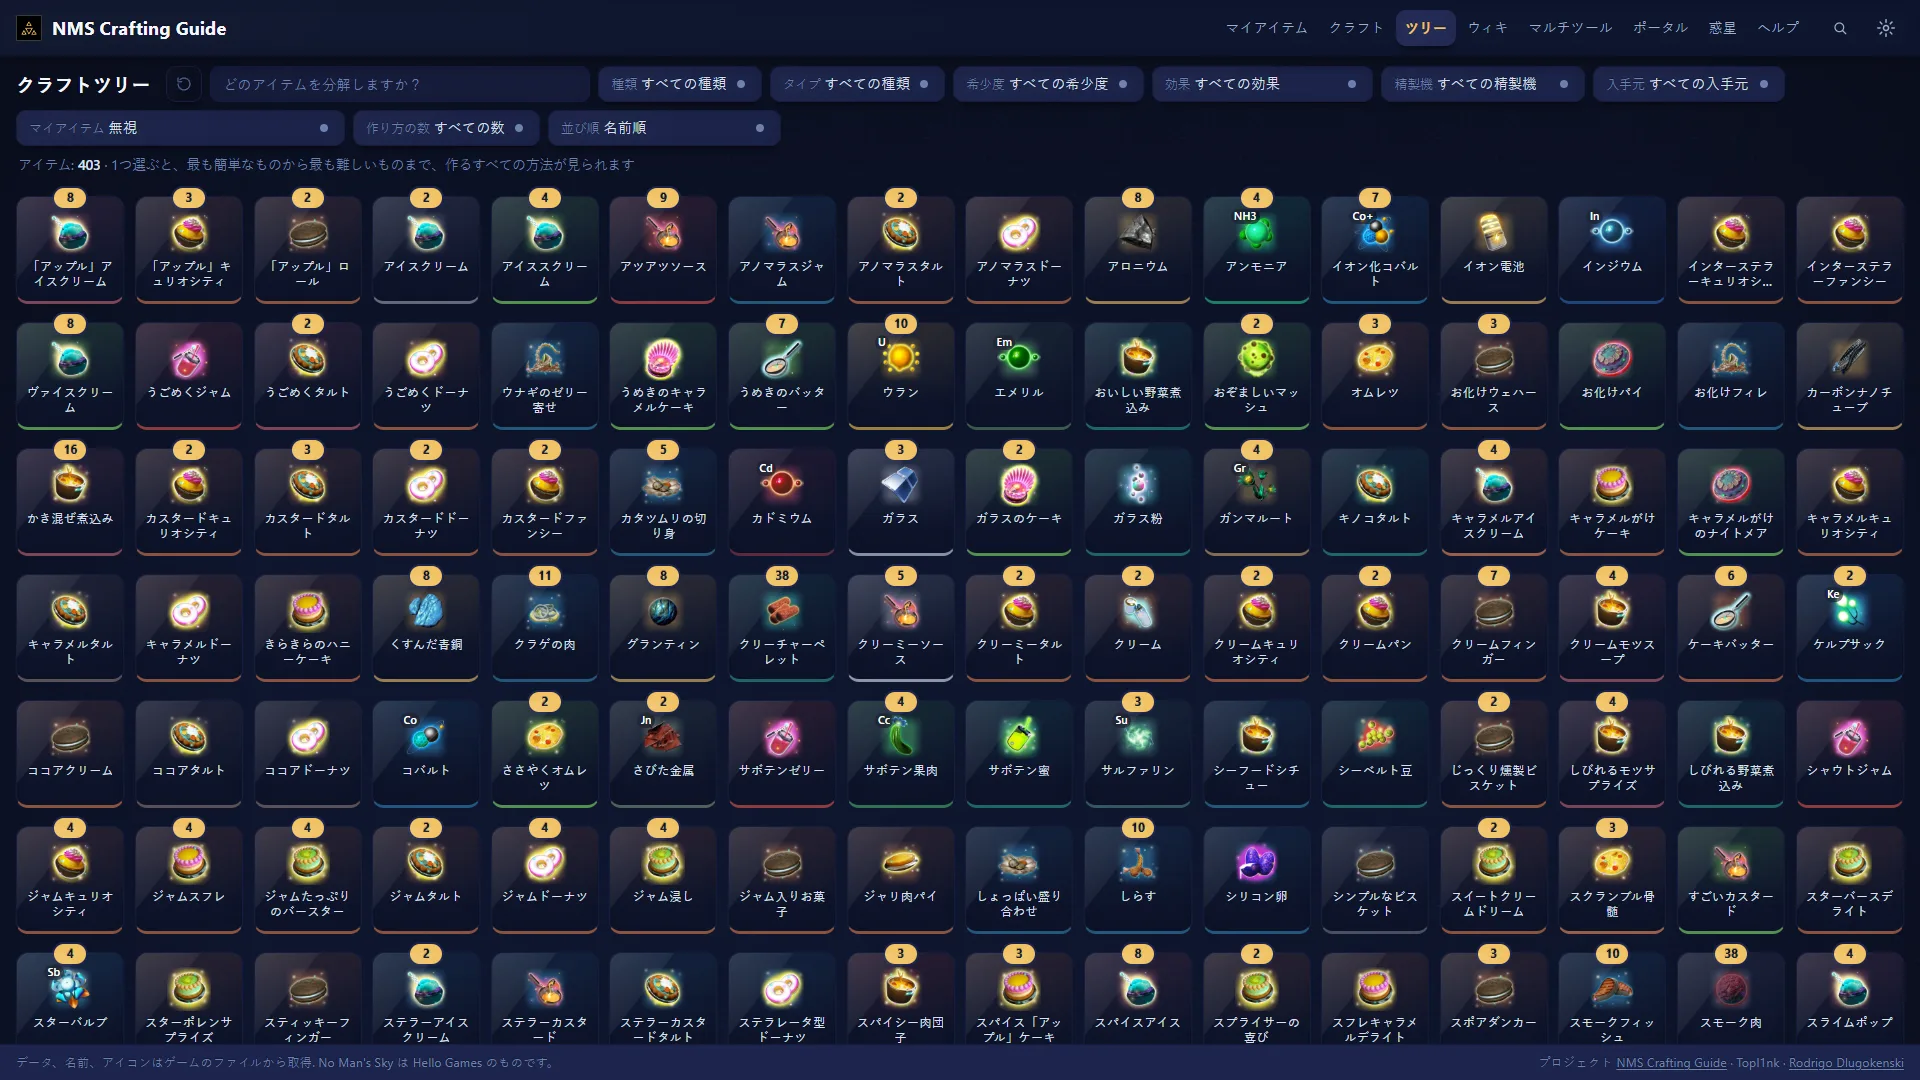 NMS Crafting Guide
マイアイテム クラフト ツリー ウィキ マルチツール ポータル 惑星 ヘルプ
クラフトツリー どのアイテムを分解しますか？ 種類 すべての種類 タイプ すべての種類 希少度 すべての希少度 効果 すべての効果 精製機 すべての精製機 入手元 すべての入手元
マイアイテム 無視 作り方の数 すべての数 並び順 名前順
アイテム: 403 · 1つ選ぶと、最も簡単なものから最も難しいものまで、作るすべての方法が見られます
8
「アップル」ア
イスクリーム
3
「アップル」キ
ュリオシティ
2
「アップル」ロ
ール
2
アイスクリーム
4
アイススクリー
ム
9
アツアツソース
アノマラスジャ
ム
2
アノマラスタル
ト
アノマラスドー
ナツ
8
アロニウム
4
NH3
アンモニア
7
Co+
イオン化コバル
ト
イオン電池
In
インジウム
インターステラ
ーキュリオシ...
インターステラ
ーファンシー
8
ヴァイスクリー
ム
うごめくジャム
2
うごめくタルト
うごめくドーナ
ツ
ウナギのゼリー
寄せ
うめきのキャラ
メルケーキ
7
うめきのバッタ
ー
10
U
ウラン
Em
エメリル
おいしい野菜煮
込み
2
おぞましいマッ
シュ
3
オムレツ
3
お化けウェハー
ス
お化けパイ
お化けフィレ
カーボンナノチ
ューブ
16
かき混ぜ煮込み
2
カスタードキュ
リオシティ
3
カスタードタル
ト
2
カスタードドー
ナツ
2
カスタードファ
ンシー
5
カタツムリの切
り身
Cd
カドミウム
3
ガラス
2
ガラスのケーキ
ガラス粉
4
Gr
ガンマルート
キノコタルト
4
キャラメルアイ
スクリーム
キャラメルがけ
ケーキ
キャラメルがけ
のナイトメア
キャラメルキュ
リオシティ
キャラメルタル
ト
キャラメルドー
ナツ
きらきらのハニ
ーケーキ
8
くすんだ青銅
11
クラゲの肉
8
グランティン
38
クリーチャーペ
レット
5
クリーミーソー
ス
2
クリーミータル
ト
2
クリーム
2
クリームキュリ
オシティ
2
クリームパン
7
クリームフィン
ガー
4
クリームモツス
ープ
6
ケーキバッター
2
Ke
ケルプサック
ココアクリーム
ココアタルト
ココアドーナツ
Co
コバルト
2
ささやくオムレ
ツ
2
Jn
さびた金属
サボテンゼリー
4
Cc
サボテン果肉
サボテン蜜
3
Su
サルファリン
シーフードシチ
ュー
シーベルト豆
2
じっくり燻製ビ
スケット
4
しびれるモツサ
プライズ
しびれる野菜煮
込み
シャウトジャム
4
ジャムキュリオ
シティ
4
ジャムスフレ
4
ジャムたっぷり
のバースター
2
ジャムタルト
4
ジャムドーナツ
4
ジャム浸し
ジャム入りお菓
子
ジャリ肉パイ
しょっぱい盛り
合わせ
10
しらす
シリコン卵
シンプルなビス
ケット
2
スイートクリー
ムドリーム
3
スクランブル骨
髄
すごいカスター
ド
スターバースデ
ライト
4
Sb
スターバルブ
スターポレンサ
プライズ
スティッキーフ
ィンガー
2
ステラーアイス
クリーム
ステラーカスタ
ード
ステラーカスタ
ードタルト
ステラレータ型
ドーナツ
3
スパイシー肉団
子
3
スパイス「アッ
プル」ケーキ
8
スパイスアイス
2
スプライサーの
喜び
スフレキャラメ
ルデライト
3
スポアダンカー
10
スモークフィッ
シュ
38
スモーク肉
4
スライムポップ
データ、名前、アイコンはゲームのファイルから取得. No Man's Sky は Hello Games のものです。
プロジェクト NMS Crafting Guide · Topl1nk · Rodrigo Dlugokenski